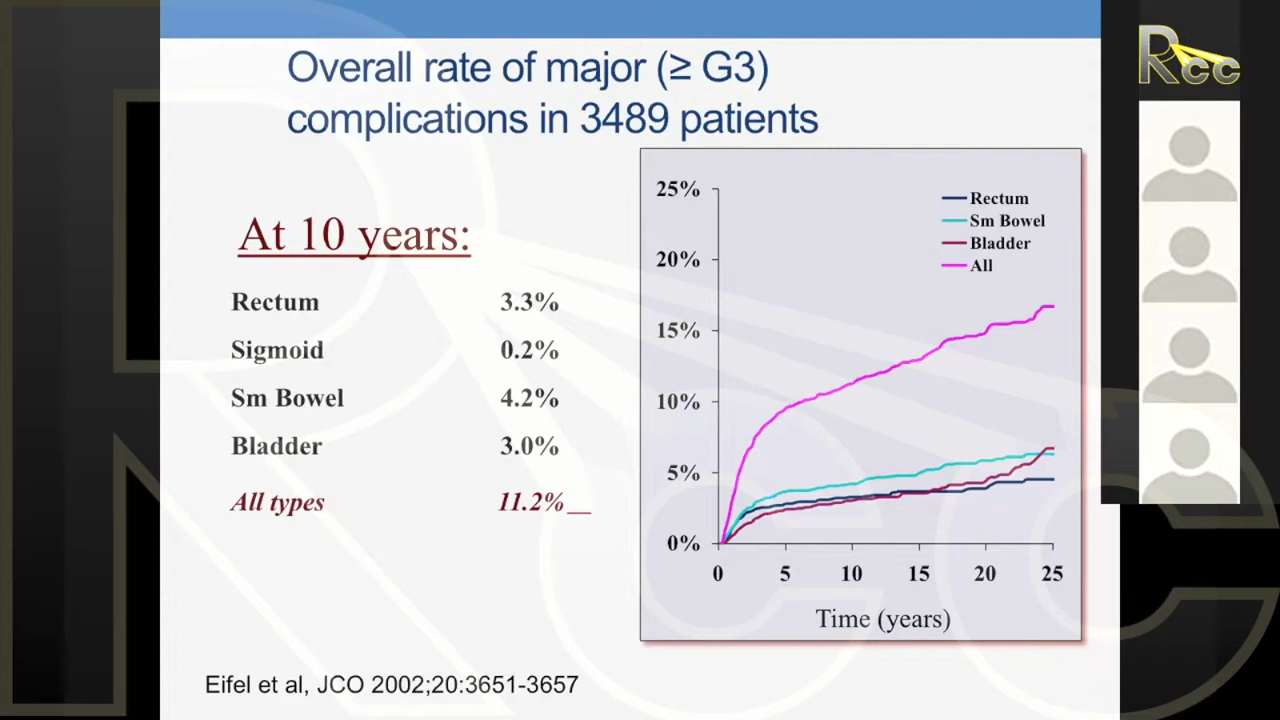 Overall rate of major (≥ G3)
complications in 3489 patients
Rcc
At 10 years:
Rectum 3.3%
Sigmoid 0.2%
Sm Bowel 4.2%
Bladder 3.0%
All types 11.2%__
25%
20%
15%
10%
5%
0%
Rectum
Sm Bowel
Bladder
All
0 5 10 15 20 25
Time (years)
Eifel et al, JCO 2002;20:3651-3657